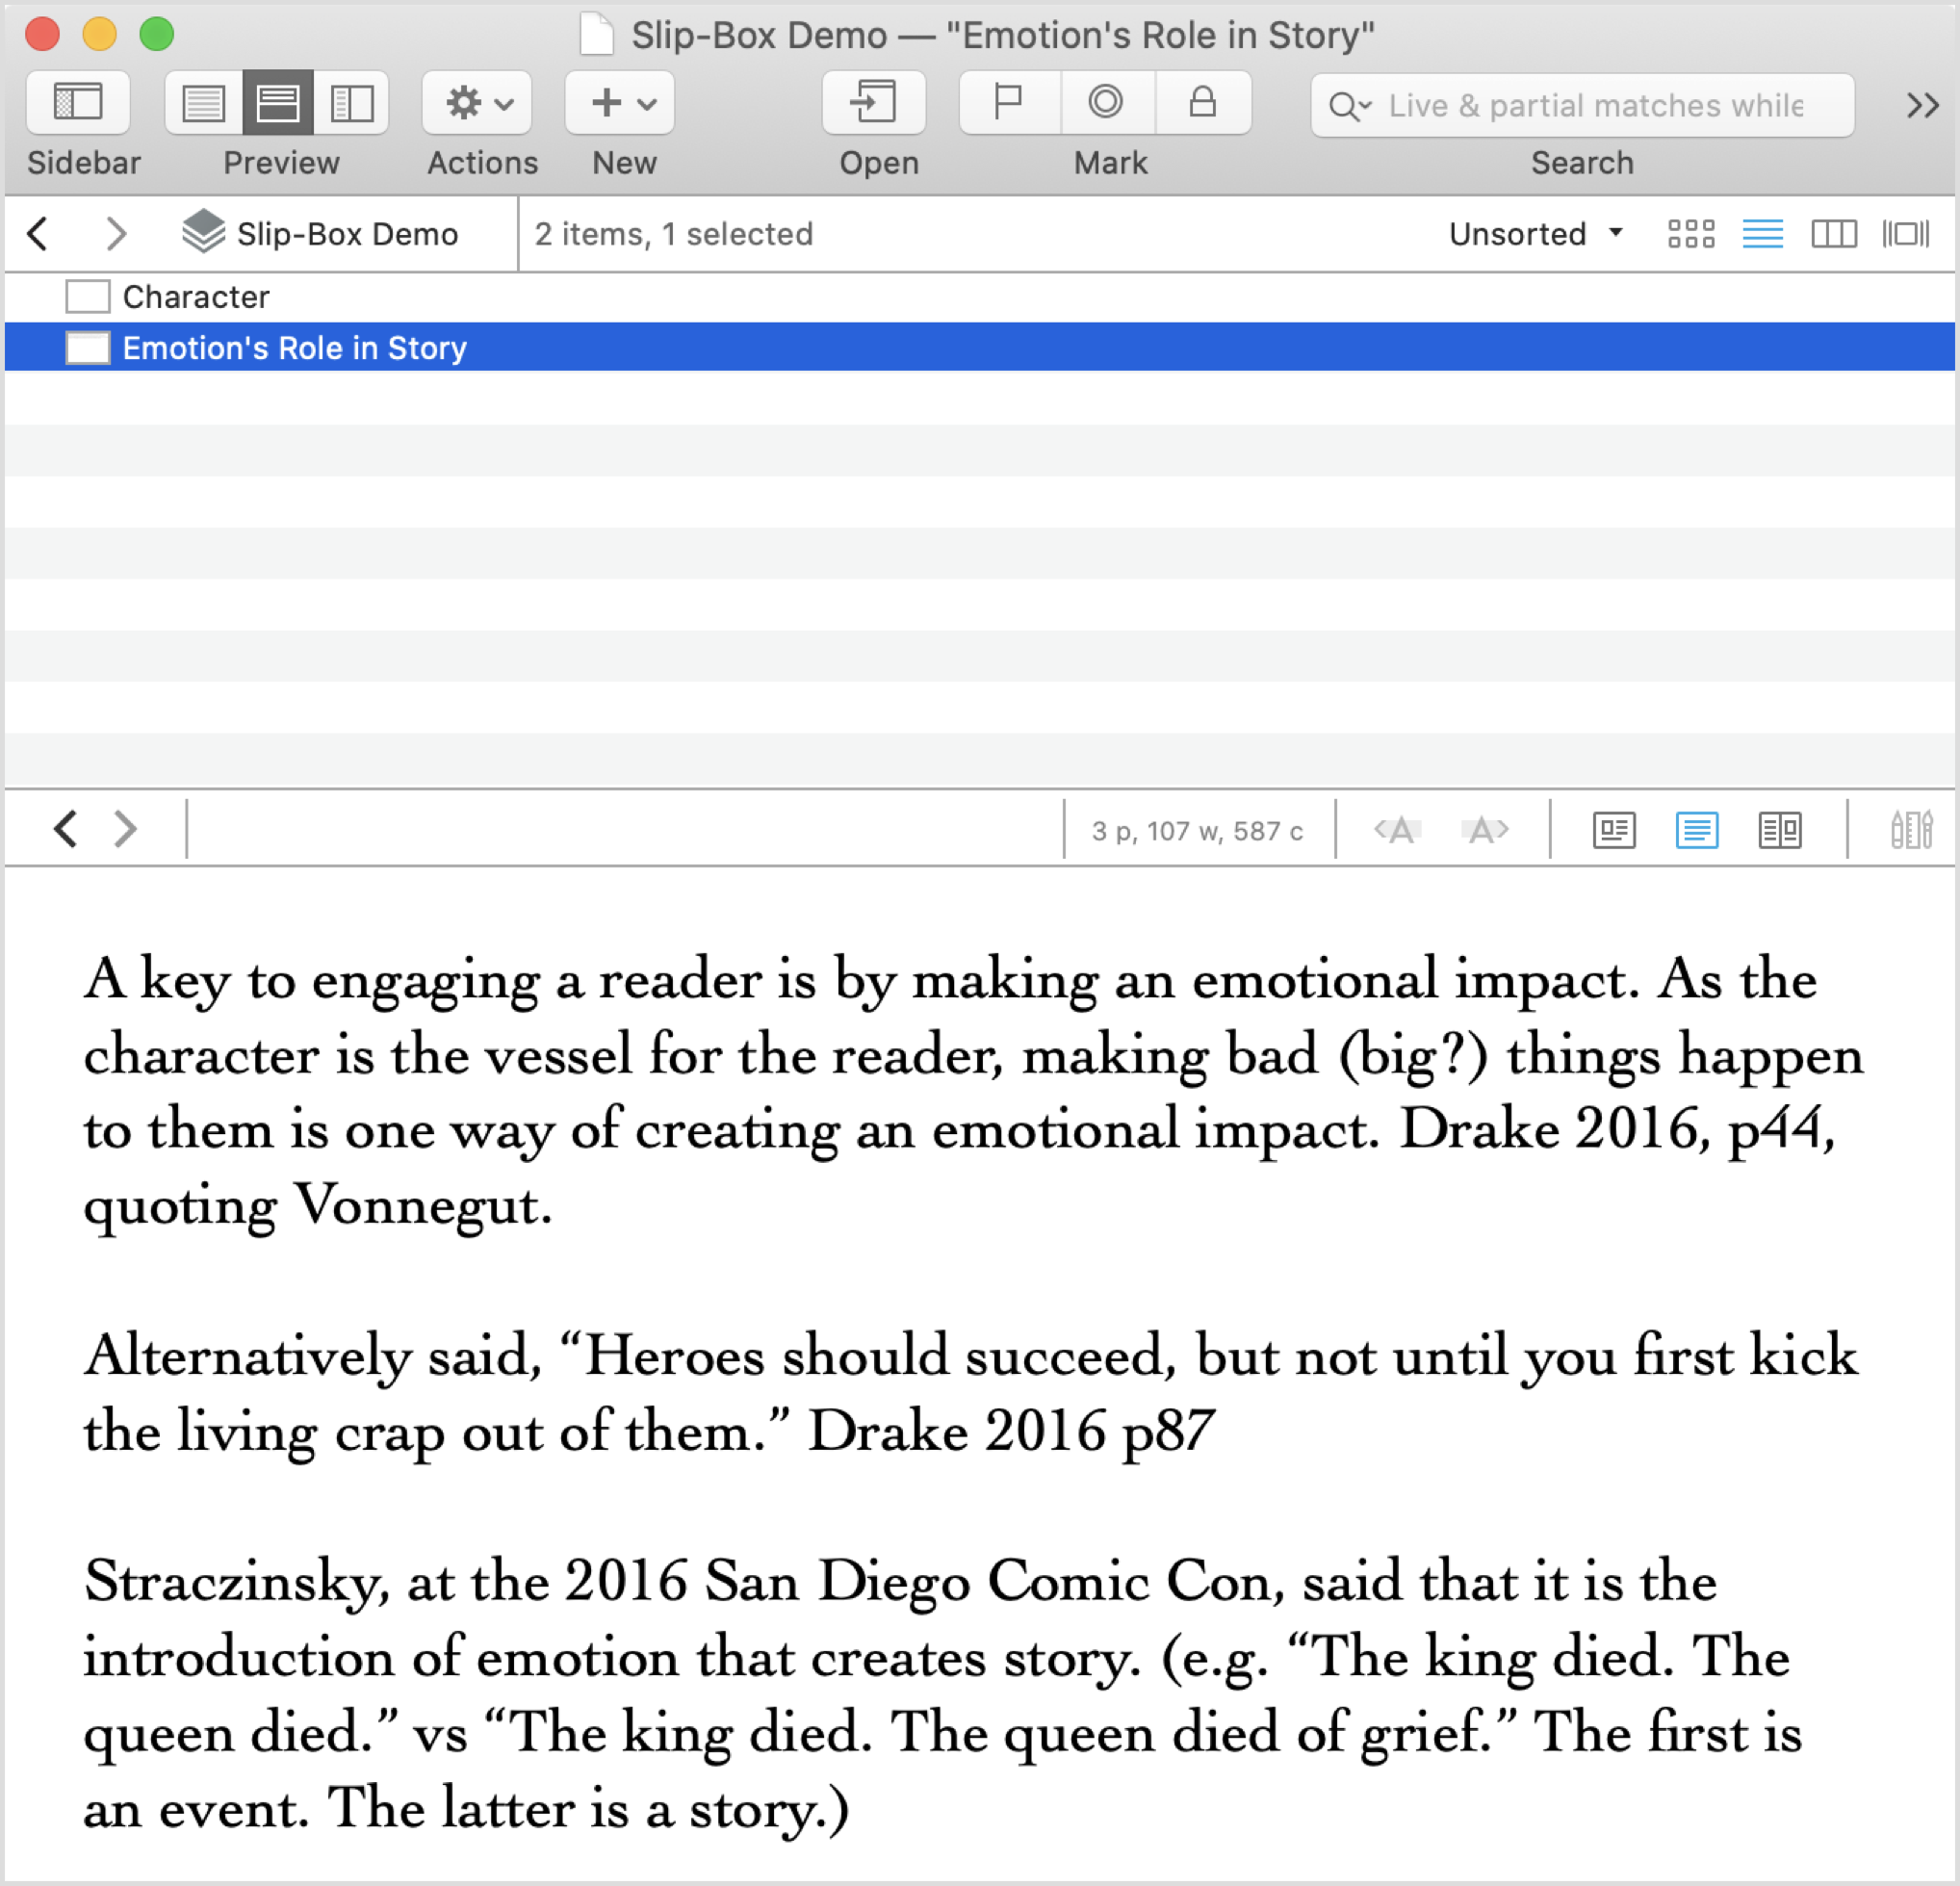 Slip-Box Demo — "Emotion's Role in Story"
Live & partial matches while
Sidebar Preview Actions New Open Mark Search
Slip-Box Demo 2 items, 1 selected Unsorted
Character
Emotion's Role in Story
3 p, 107 w, 587 c <A A>
A key to engaging a reader is by making an emotional impact. As the
character is the vessel for the reader, making bad (big?) things happen
to them is one way of creating an emotional impact. Drake 2016, p44,
quoting Vonnegut.
Alternatively said, “Heroes should succeed, but not until you first kick
the living crap out of them.” Drake 2016 p87
Straczinsky, at the 2016 San Diego Comic Con, said that it is the
introduction of emotion that creates story. (e.g. “The king died. The
queen died.” vs “The king died. The queen died of grief.” The first is
an event. The latter is a story.)